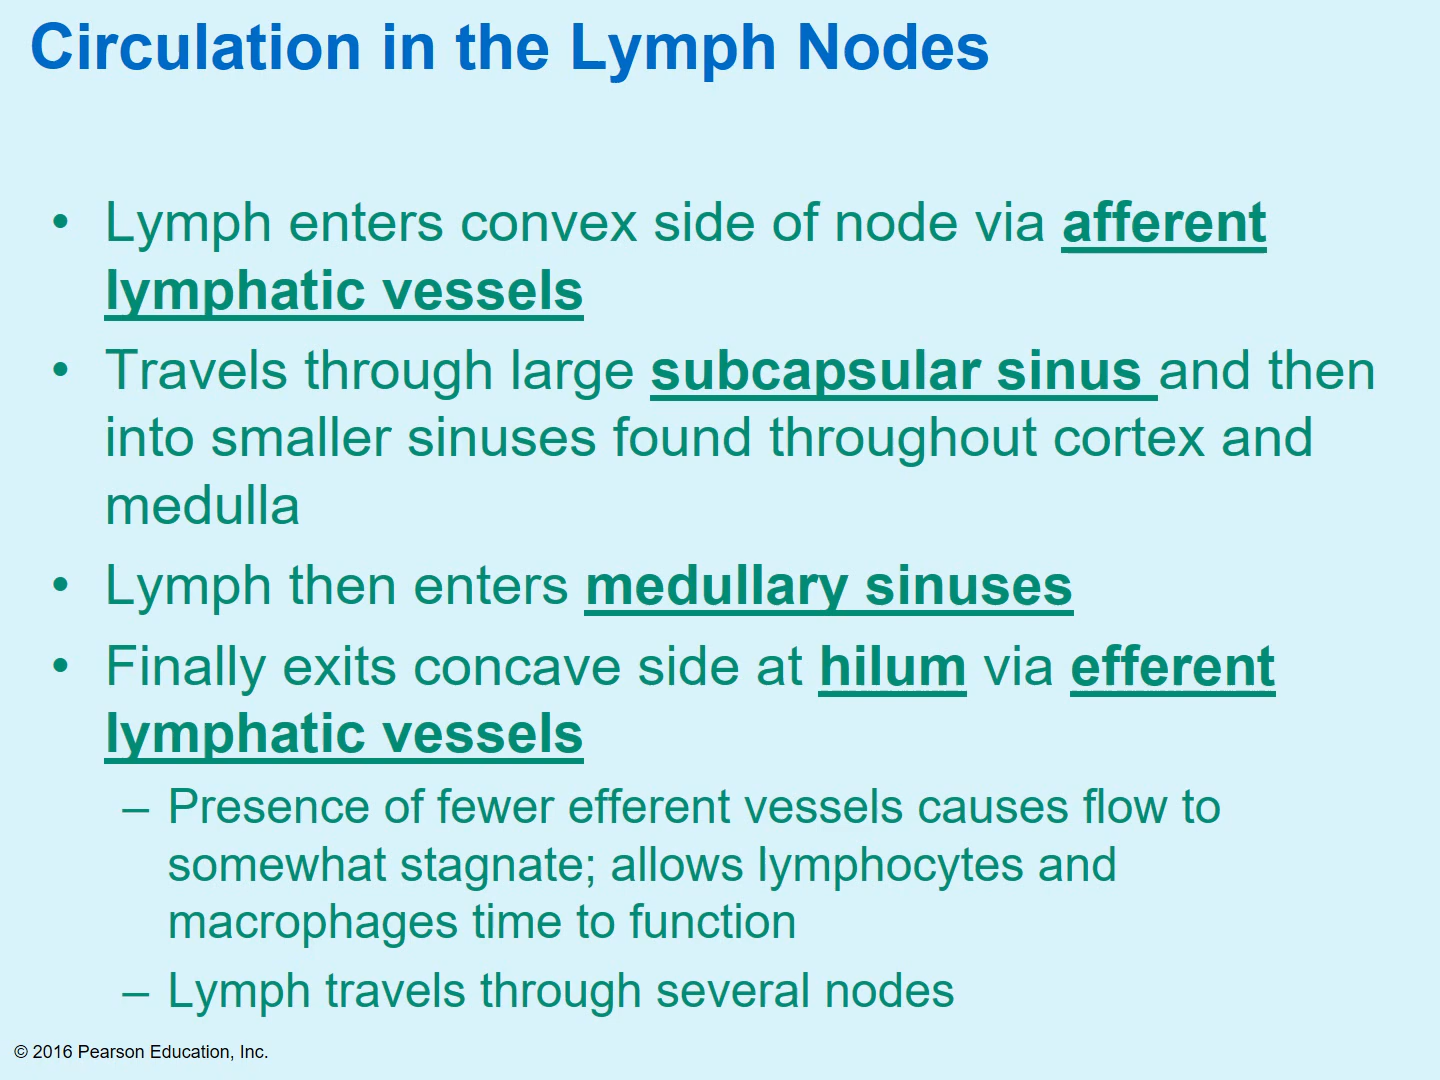 Circulation in the Lymph Nodes
• Lymph enters convex side of node via afferent
lymphatic vessels
• Travels through large subcapsular sinus and then
into smaller sinuses found throughout cortex and
medulla
• Lymph then enters medullary sinuses
• Finally exits concave side at hilum via efferent
lymphatic vessels
– Presence of fewer efferent vessels causes flow to
somewhat stagnate; allows lymphocytes and
macrophages time to function
– Lymph travels through several nodes
© 2016 Pearson Education, Inc.